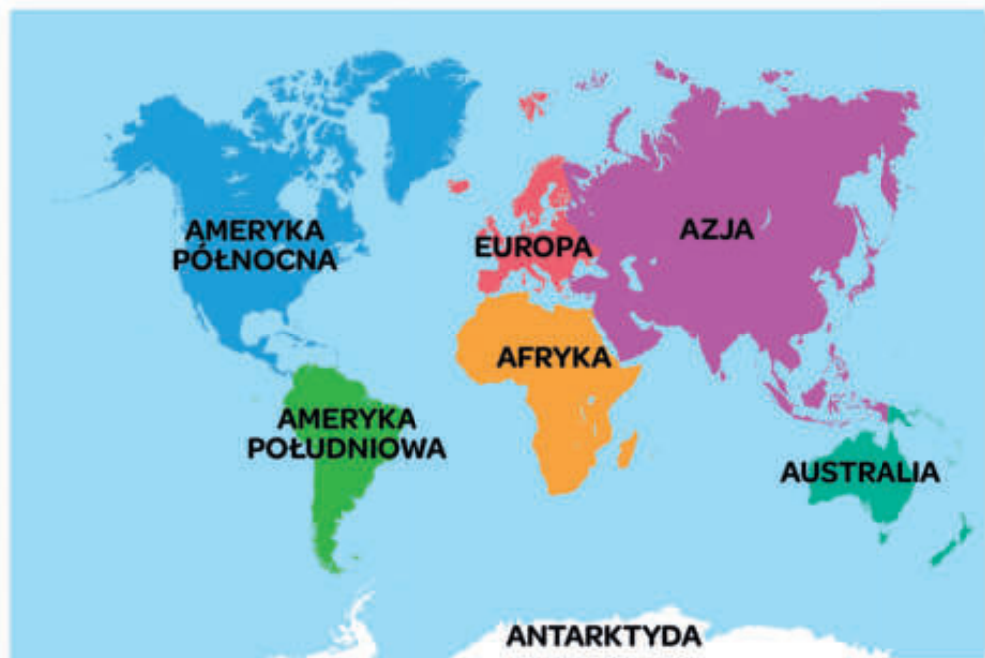 AMERYKA
PÓŁNOCNA
EUROPA
AZJA
AFRYKA
AMERYKA
POŁUDNIOWA
AUSTRALIA
ANTARKTYDA